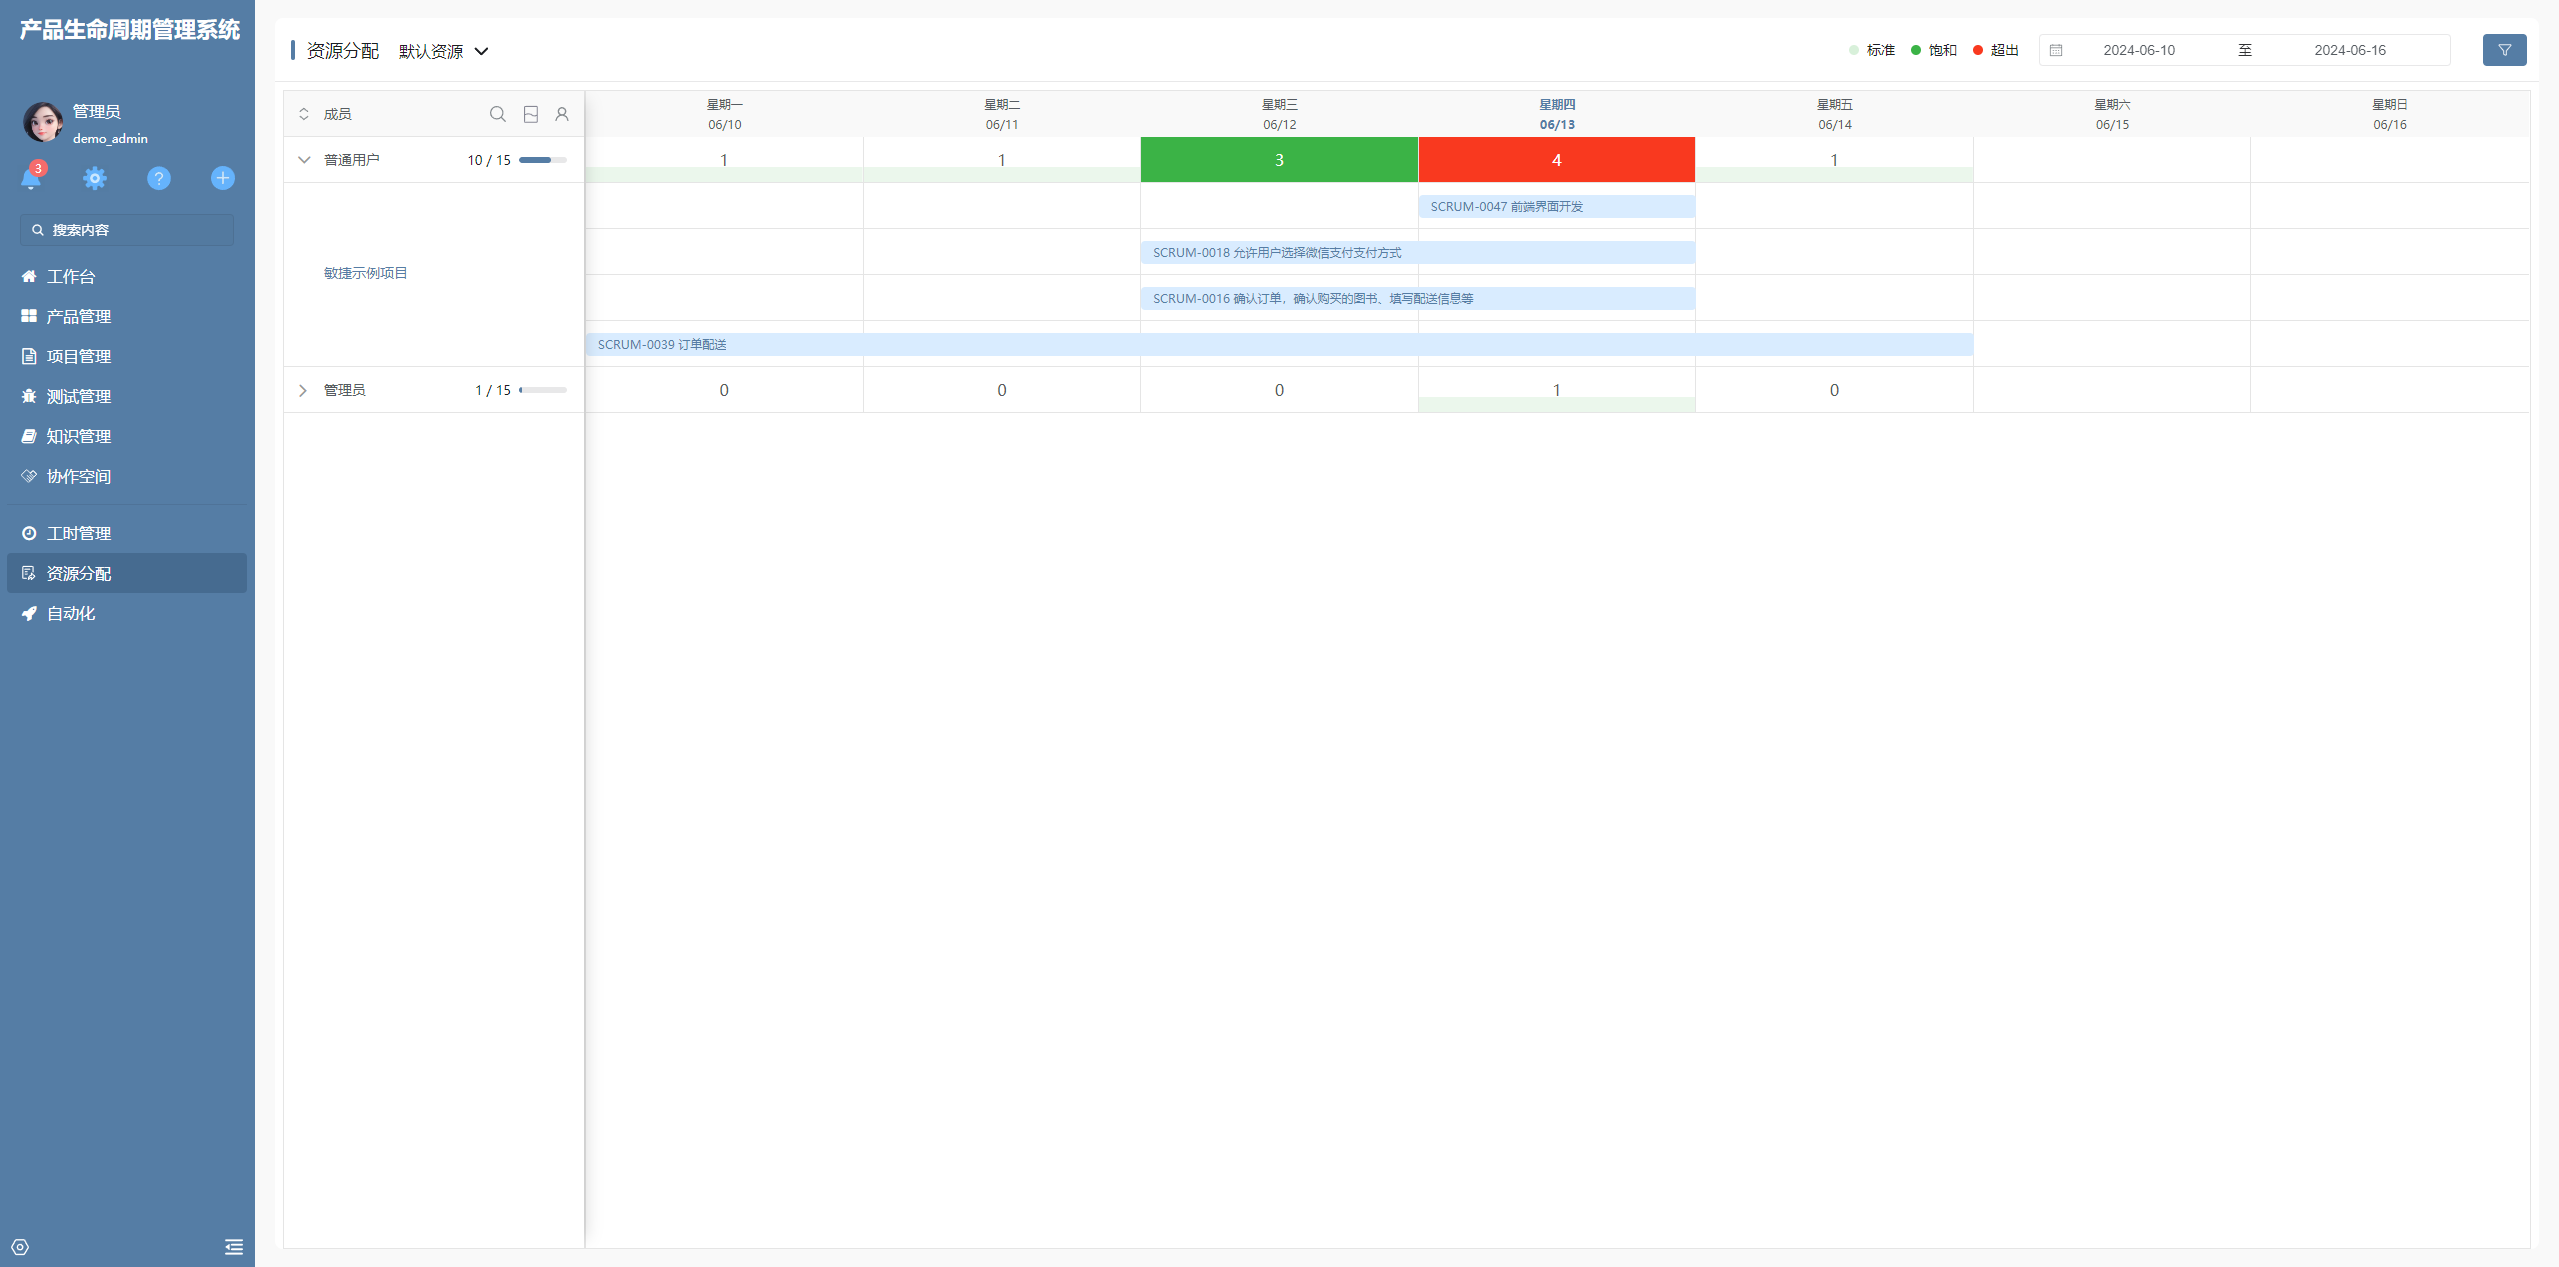 产品生命周期管理系统
管理员
demo_admin
3
搜索内容
工作台
产品管理
项目管理
测试管理
知识管理
协作空间
工时管理
资源分配
自动化
资源分配 默认资源
标准 饱和 超出 2024-06-10 至 2024-06-16
成员
星期一 星期二 星期三 星期四 星期五 星期六 星期日
06/10 06/11 06/12 06/13 06/14 06/15 06/16
普通用户 10 / 15 1 1 3 4 1
SCRUM-0047 前端界面开发
SCRUM-0018 允许用户选择微信支付支付方式
敏捷示例项目
SCRUM-0016 确认订单，确认购买的图书、填写配送信息等
SCRUM-0039 订单配送
管理员 1 / 15 0 0 0 1 0